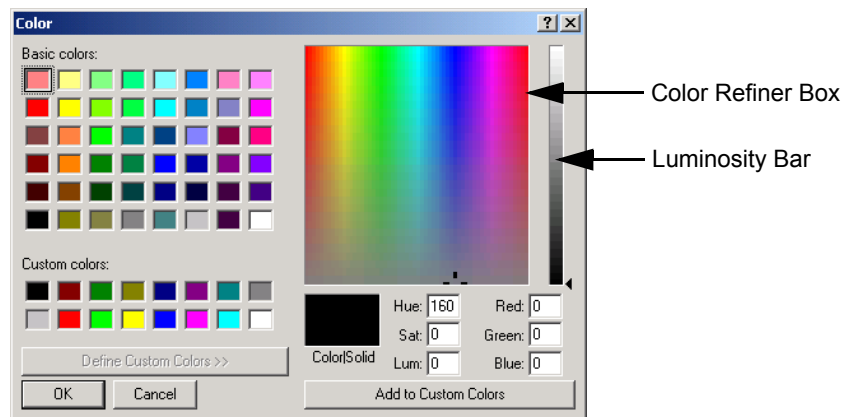 Color
Basic colors:
Color Refiner Box
Luminosity Bar
Custom colors:
Hue: 160 Red: 0
Sat: 0 Green: 0
Color|Solid Lum: 0 Blue: 0
Define Custom Colors >>
OK Cancel Add to Custom Colors